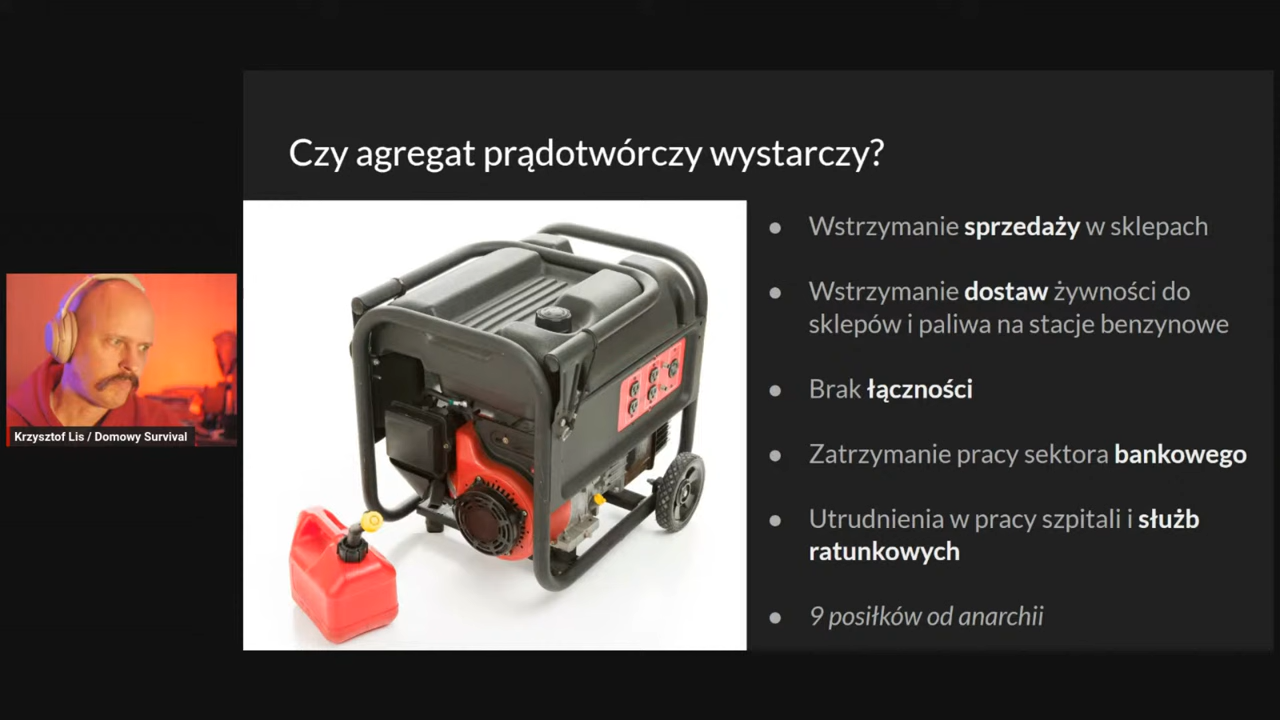 Czy agregat prądotwórczy wystarczy?
Wstrzymanie sprzedaży w sklepach
Wstrzymanie dostaw żywności do
sklepów i paliwa na stacje benzynowe
Brak łączności
Zatrzymanie pracy sektora bankowego
Utrudnienia w pracy szpitali i służb
ratunkowych
9 posiłków od anarchii
Krzysztof Lis / Domowy Survival